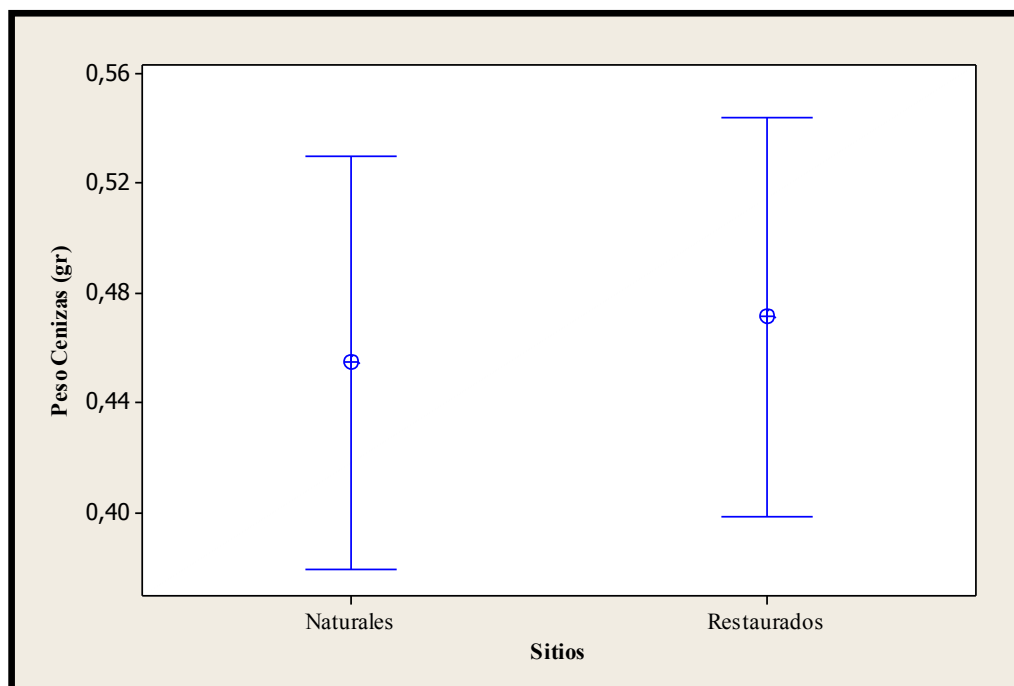 0,56
0,52
0,48
0,44
0,40
Peso Cenizas (gr)
Naturales
Restaurados
Sitios